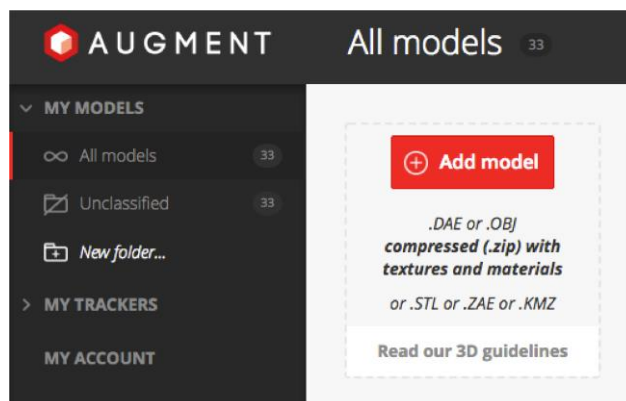 AUGMENT
All models 33
MY MODELS
All models 33
Unclassified 33
New folder...
MY TRACKERS
MY ACCOUNT
Add model
.DAE or .OBJ
compressed (.zip) with
textures and materials
or .STL or .ZAE or .KMZ
Read our 3D guidelines